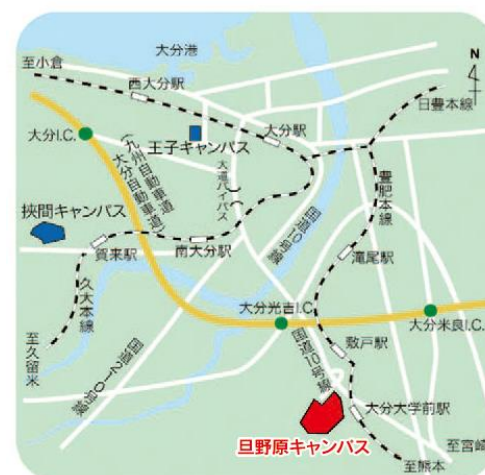 大分港
至小倉
N
西大分駅
日豊本線
大分駅
大分I.C.
王子キャンパス
(九州自動車道
大分自動車道)
大道バイパス
豊肥本線
国道10号線
挾間キャンパス
賀来駅
南大分駅
滝尾駅
久大本線
大分光吉I.C.
大分米良I.C.
至久留米
国道210号線
国道10号線
敷戸駅
大分大学前駅
旦野原キャンパス
至宮崎
至熊本